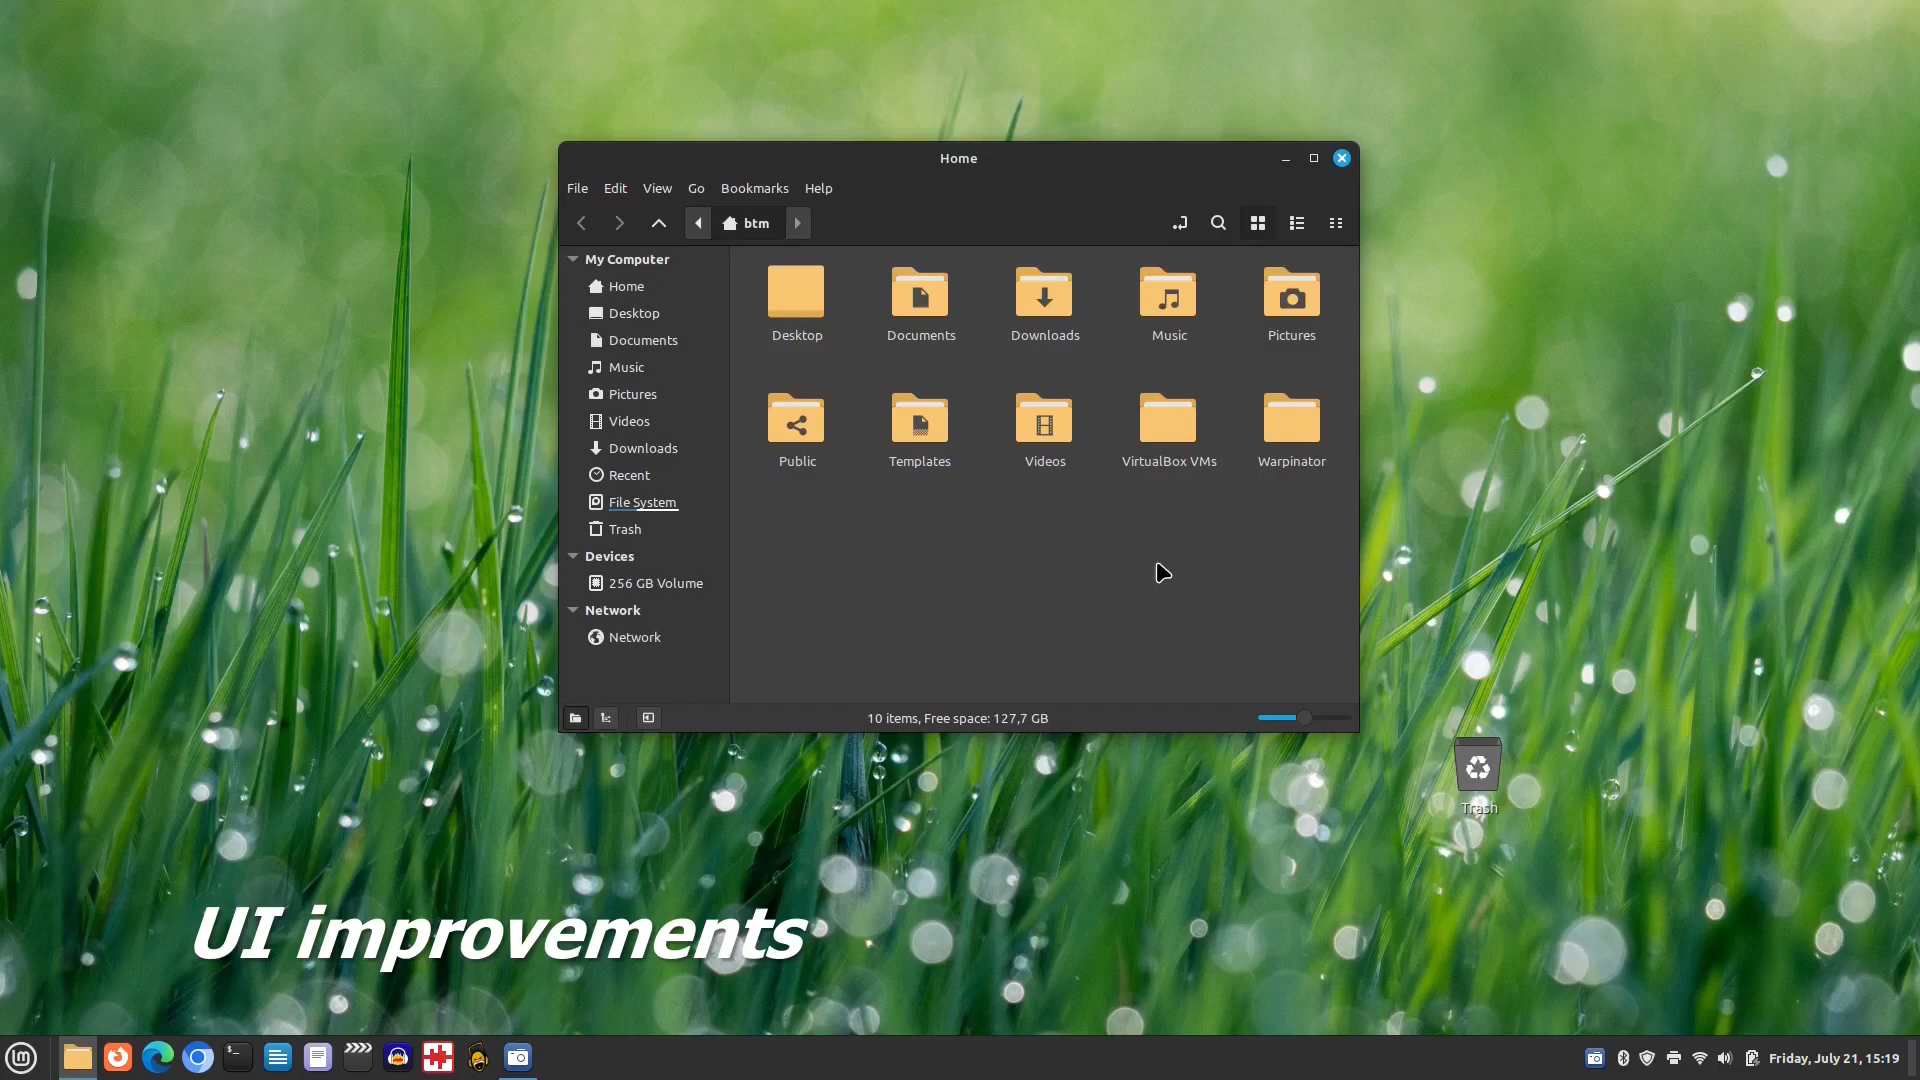 Home
File Edit View Go Bookmarks Help
btm
My Computer
Home
Desktop
Documents
Music
Pictures
Videos
Downloads
Recent
File System
Trash
Devices
256 GB Volume
Network
Network
Desktop Documents Downloads Music Pictures
Public Templates Videos VirtualBox VMs Warpinator
10 items, Free space: 127,7 GB
Trash
UI improvements
Friday, July 21, 15:19